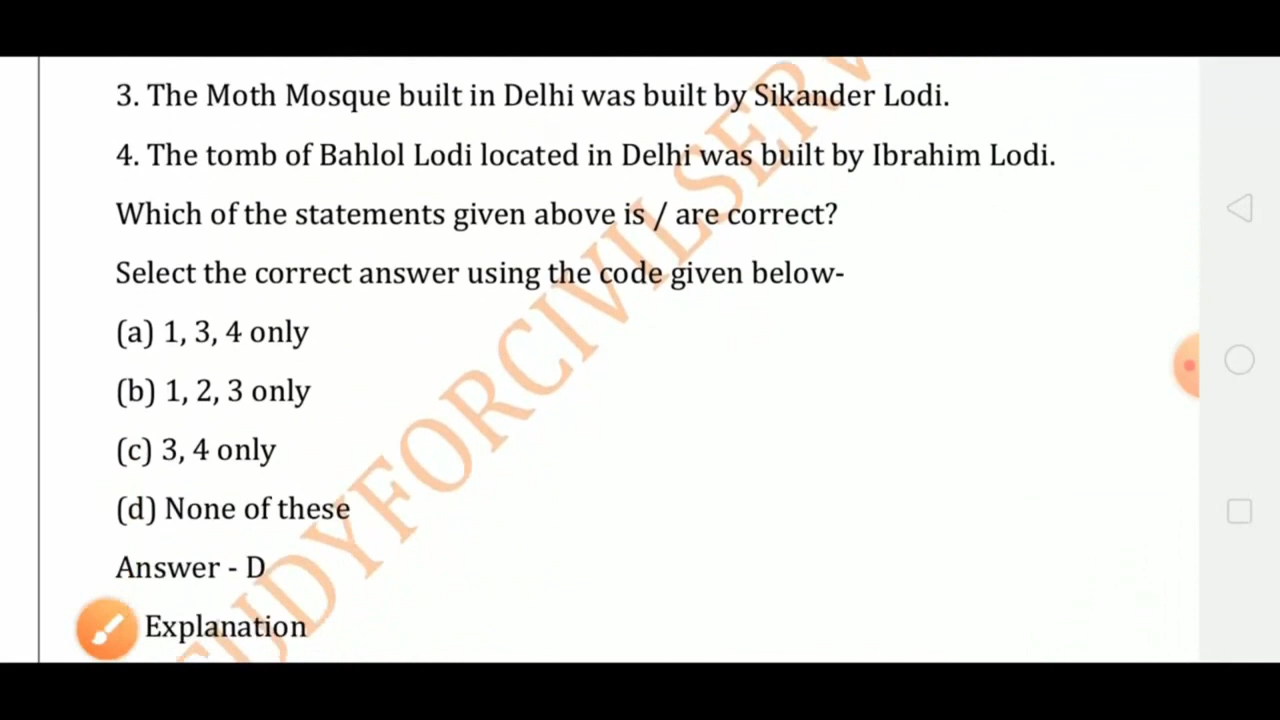 3. The Moth Mosque built in Delhi was built by Sikander Lodi.
4. The tomb of Bahlol Lodi located in Delhi was built by Ibrahim Lodi.
Which of the statements given above is / are correct?
Select the correct answer using the code given below-
(a) 1, 3, 4 only
(b) 1, 2, 3 only
(c) 3, 4 only
(d) None of these
Answer - D
Explanation
STUDYFORCIVILSERV